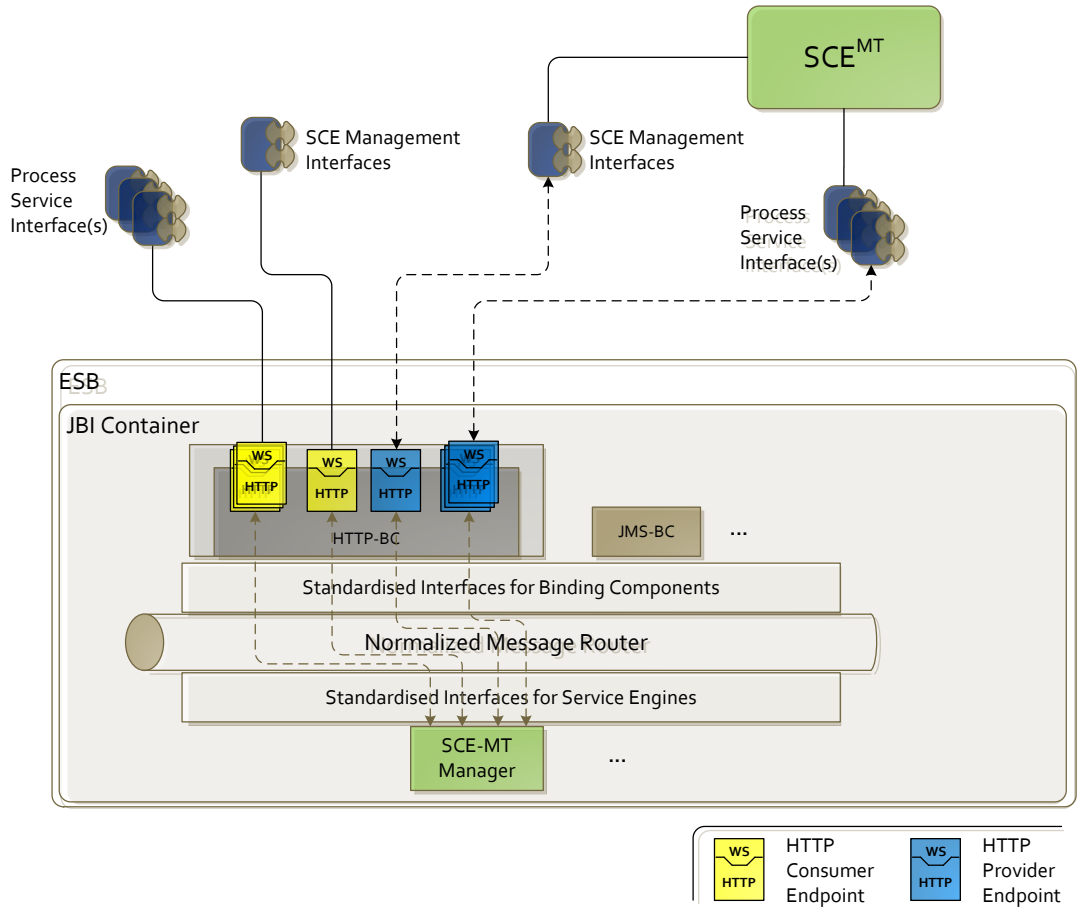 SCE^MT
SCE Management
Interfaces
SCE Management
Interfaces
Process
Service
Interface(s)
Process
Service
Interface(s)
ESB
JBI Container
WS
HTTP
WS
HTTP
WS
HTTP
WS
HTTP
HTTP-BC
JMS-BC
...
Standardised Interfaces for Binding Components
Normalized Message Router
Standardised Interfaces for Service Engines
SCE-MT
Manager
...
WS
HTTP
HTTP
Consumer
Endpoint
WS
HTTP
HTTP
Provider
Endpoint